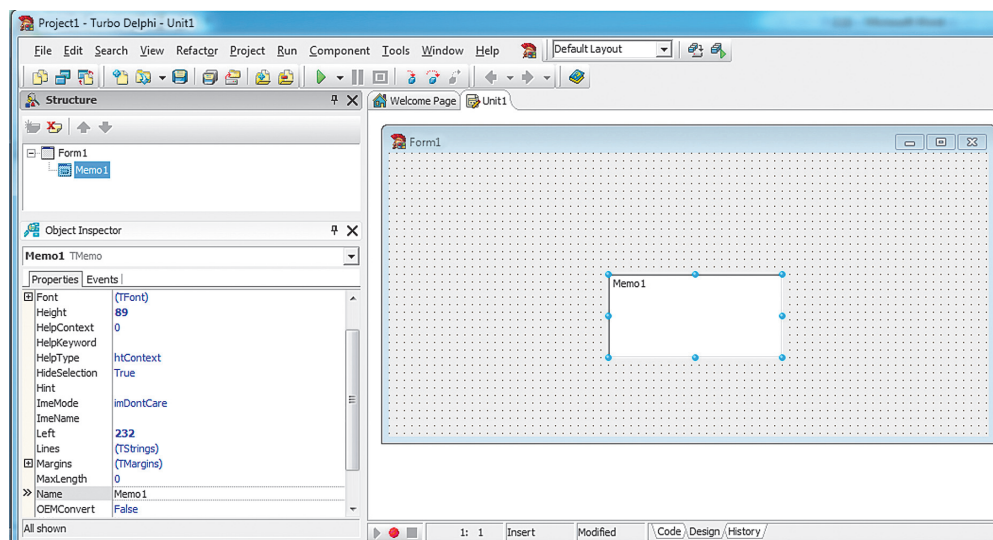 Project1 - Turbo Delphi - Unit1
File Edit Search View Refactor Project Run Component Tools Window Help Default Layout
Structure
Welcome Page Unit1
Form1
Memo1
Form1
Memo1
Object Inspector
Memo1 TMemo
Properties Events
Font (TFont)
Height 89
HelpContext 0
HelpKeyword
HelpType htContext
HideSelection True
Hint
ImeMode imDontCare
ImeName
Left 232
Lines (TStrings)
Margins (TMargins)
MaxLength 0
Name Memo1
OEMConvert False
All shown
1: 1 Insert Modified Code Design History